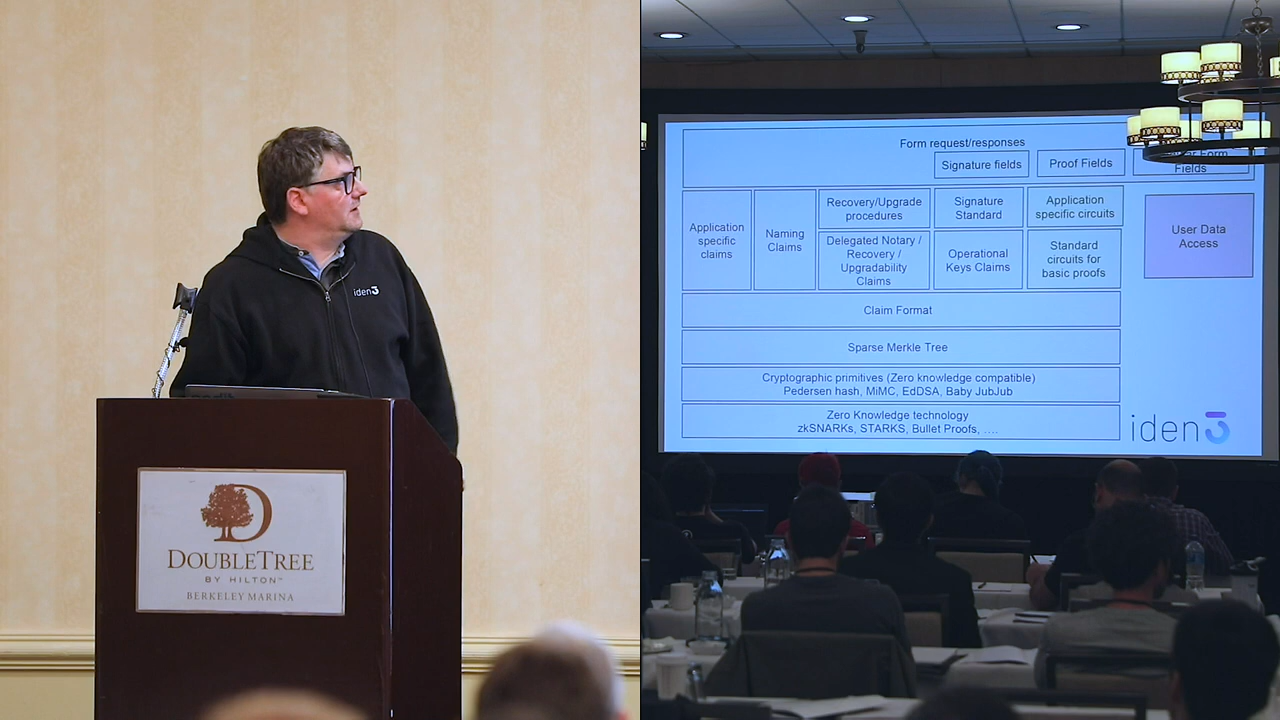 iden3
DOUBLETREE
BY HILTON™
BERKELEY MARINA
Form request/responses
Signature fields
Proof Fields
Form
Fields
Application
specific
claims
Naming
Claims
Recovery/Upgrade
procedures
Delegated Notary /
Recovery /
Upgradability
Claims
Signature
Standard
Operational
Keys Claims
Application
specific circuits
Standard
circuits for
basic proofs
User Data
Access
Claim Format
Sparse Merkle Tree
Cryptographic primitives (Zero knowledge compatible)
Pedersen hash, MiMC, EdDSA, Baby JubJub
Zero Knowledge technology
zkSNARKs, STARKS, Bullet Proofs, ....
iden3